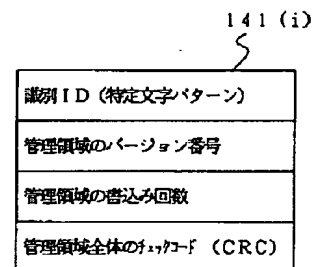 141(i)
識別ID(特定文字パターン)
管理領域のバージョン番号
管理領域の書込み回数
管理領域全体のチェックコード (CRC)